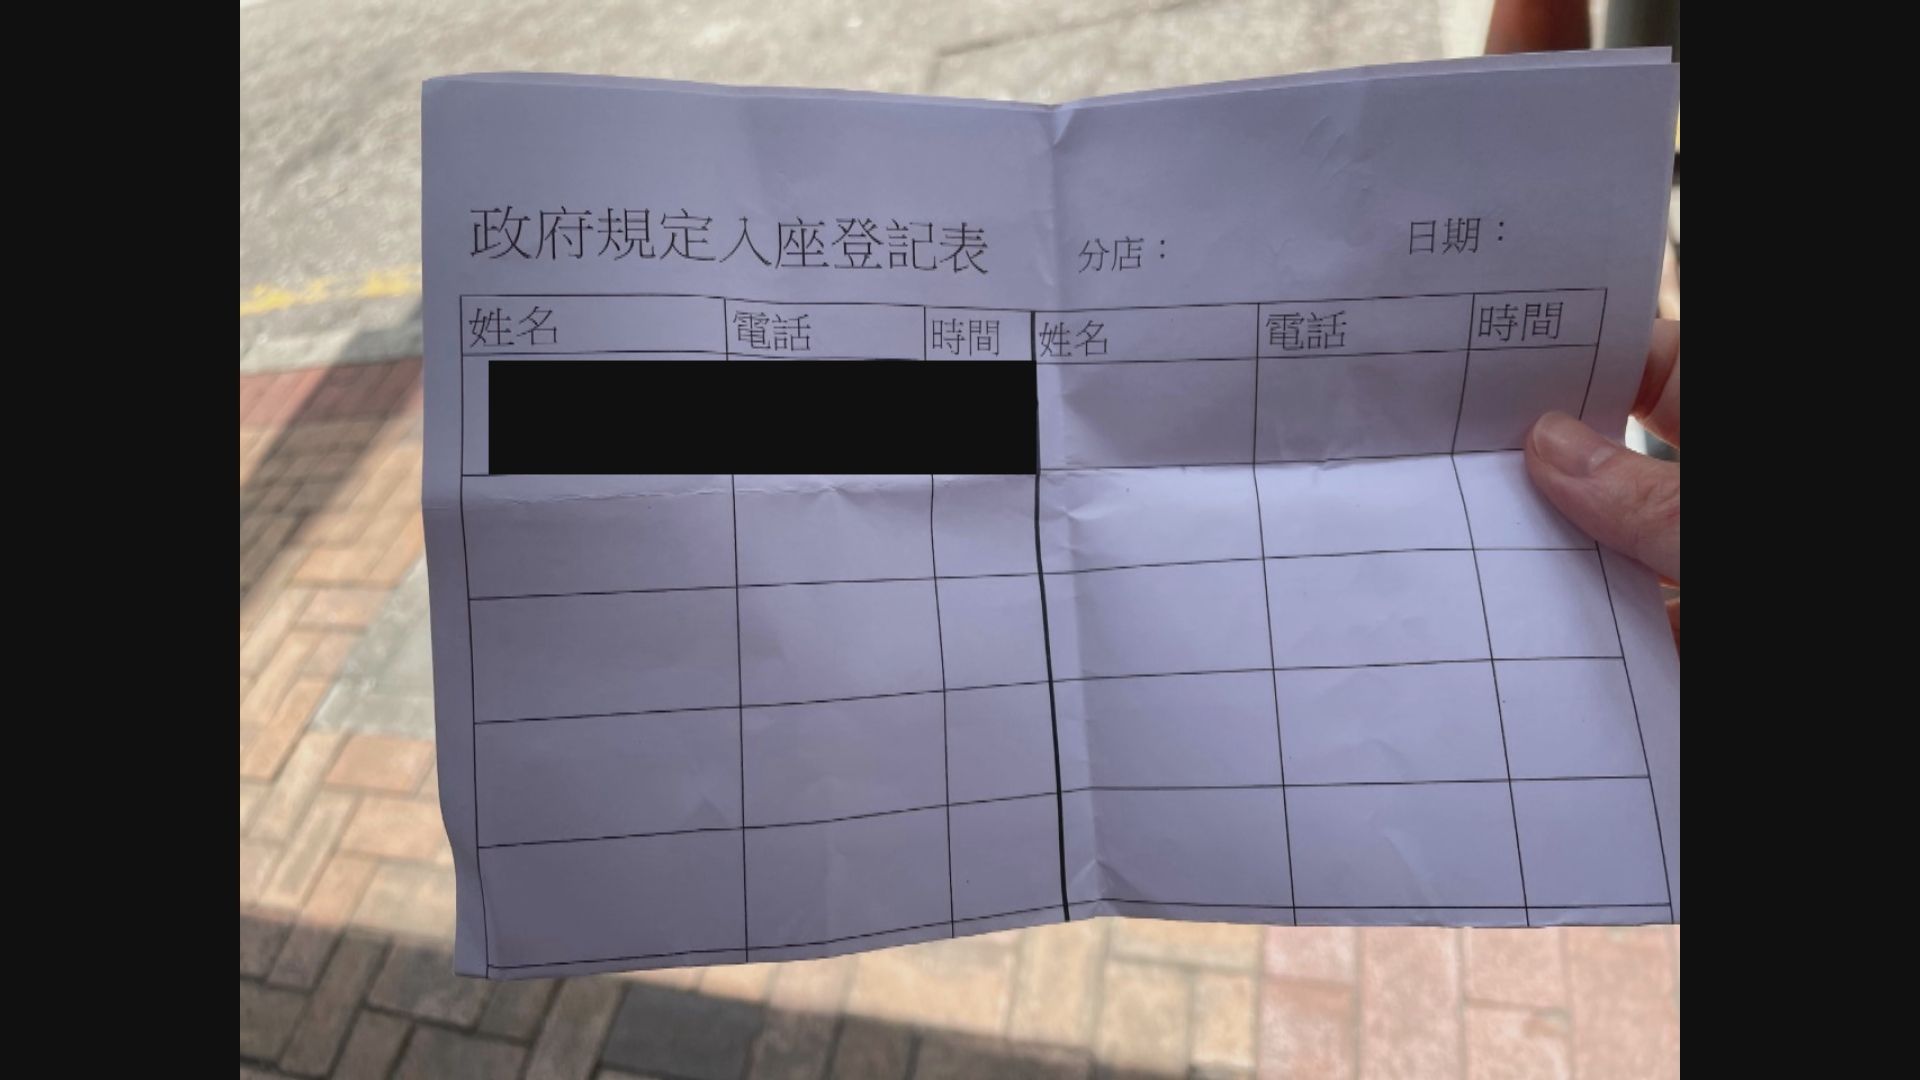 政府規定入座登記表 分店： 日期：
姓名 電話 時間 姓名 電話 時間